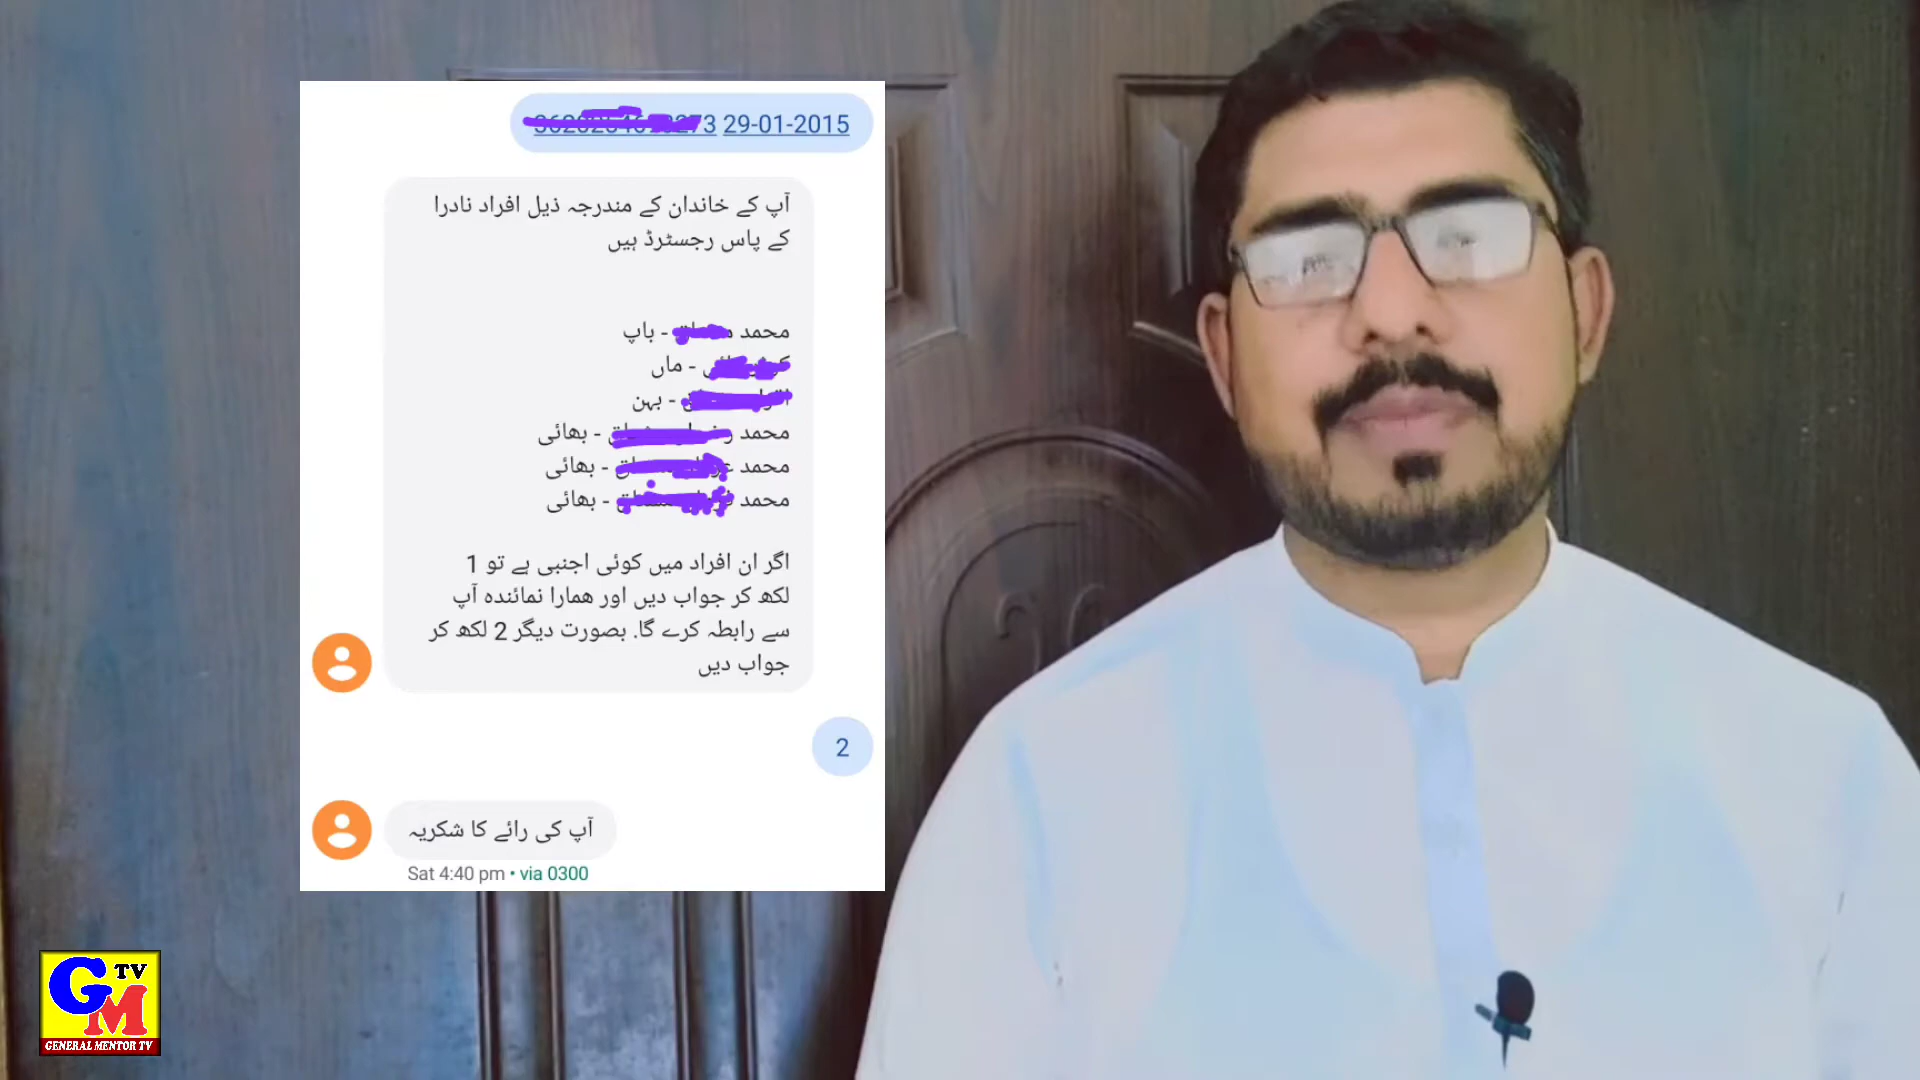 29-01-2015
آپ کے خاندان کے مندرجہ ذیل افراد نادرا
کے پاس رجسٹرڈ ہیں
محمد - باپ
- ماں
- بہن
محمد - بھائی
محمد - بھائی
محمد - بھائی
اگر ان افراد میں کوئی اجنبی ہے تو 1
لکھ کر جواب دیں اور ھمارا نمائندہ آپ
سے رابطہ کرے گا. بصورت دیگر 2 لکھ کر
جواب دیں
2
آپ کی رائے کا شکریہ
Sat 4:40 pm • via 0300
G TV
M
GENERAL MENTOR TV